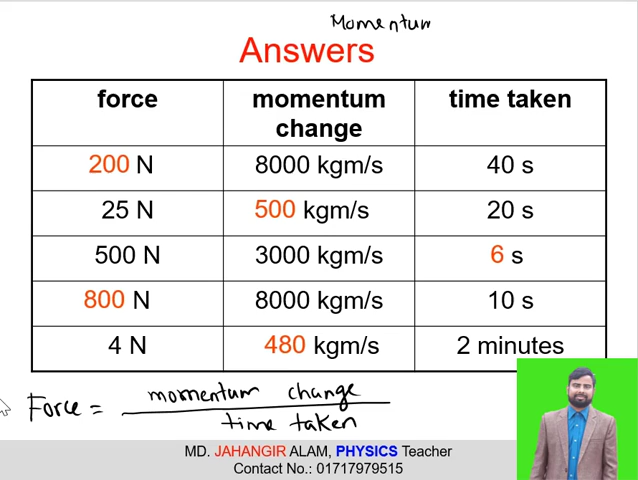 Momentum
Answers
force momentum change time taken
200 N 8000 kgm/s 40 s
25 N 500 kgm/s 20 s
500 N 3000 kgm/s 6 s
800 N 8000 kgm/s 10 s
4 N 480 kgm/s 2 minutes
Force = momentum change
time taken
MD. JAHANGIR ALAM, PHYSICS Teacher
Contact No.: 01717979515